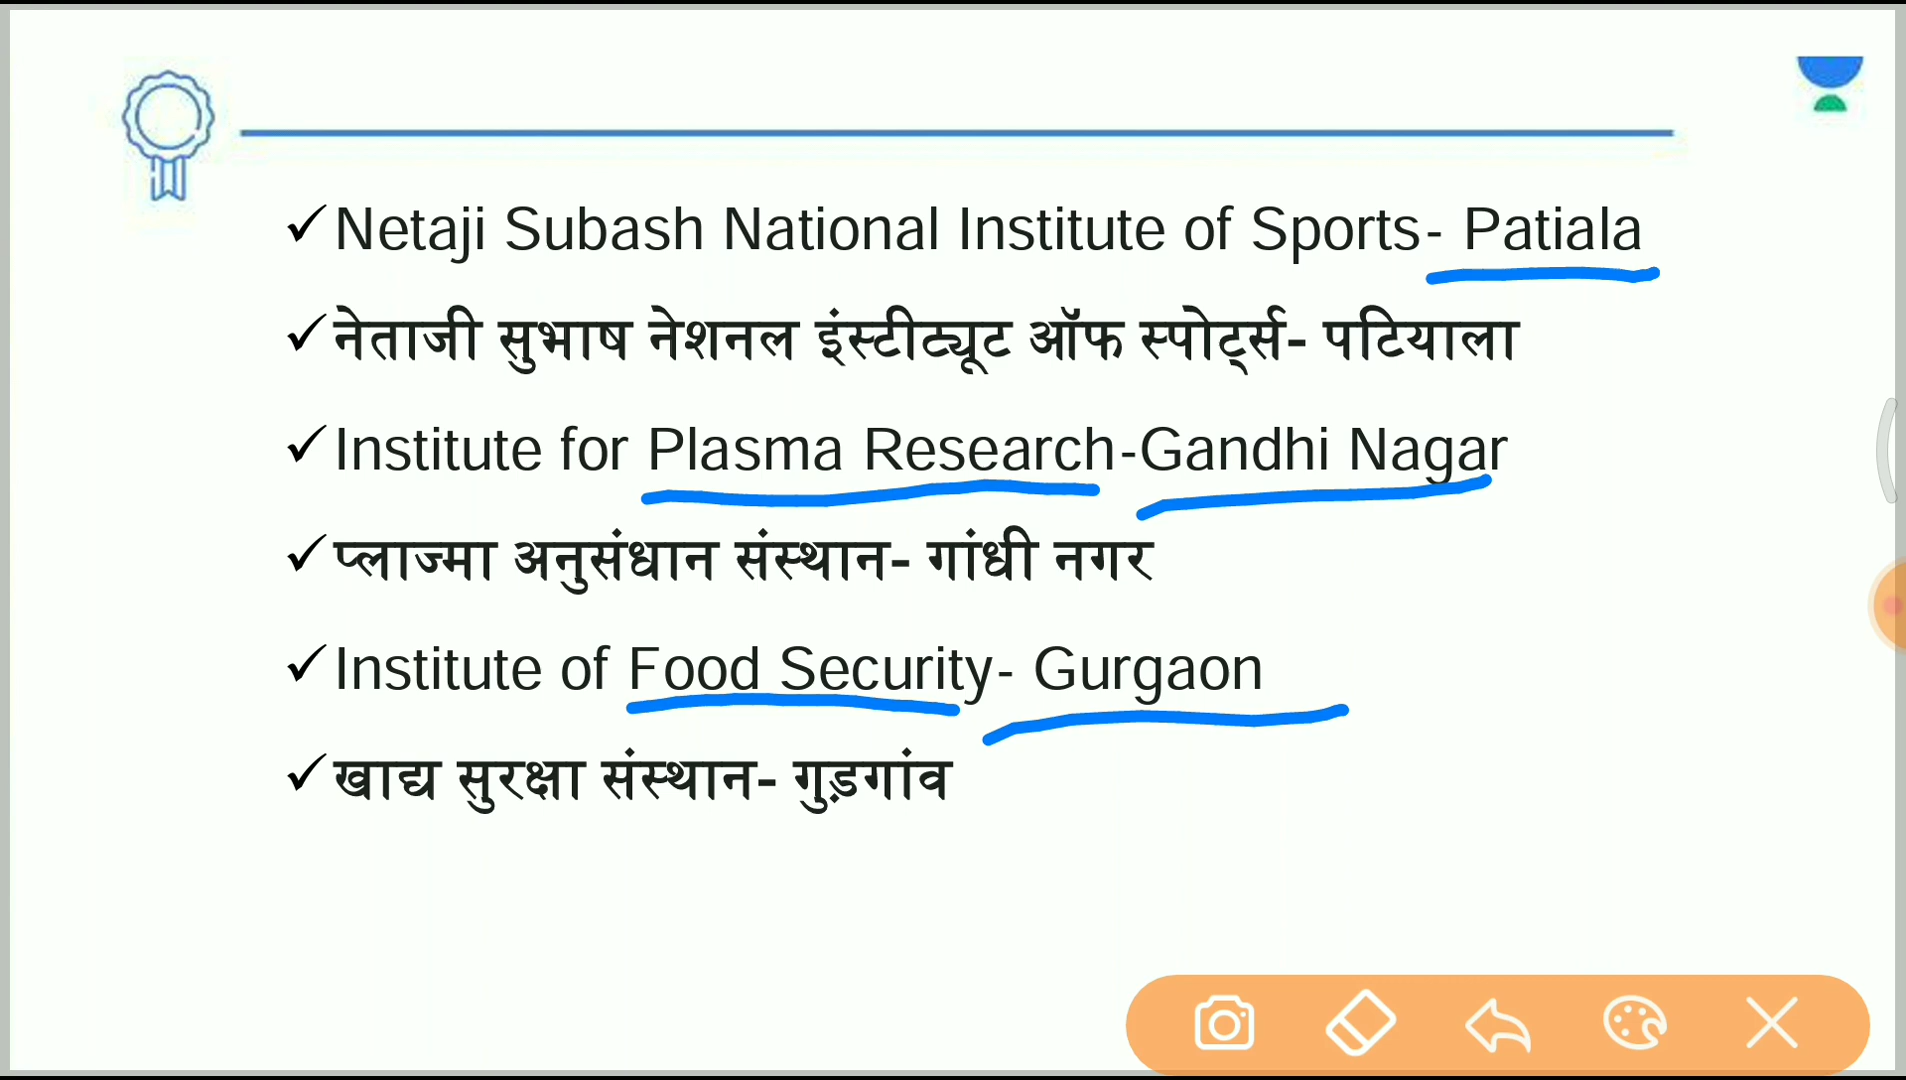 Netaji Subash National Institute of Sports- Patiala
नेताजी सुभाष नेशनल इंस्टीट्यूट ऑफ स्पोर्ट्स- पटियाला
Institute for Plasma Research-Gandhi Nagar
प्लाज्मा अनुसंधान संस्थान- गांधी नगर
Institute of Food Security- Gurgaon
खाद्य सुरक्षा संस्थान- गुड़गांव